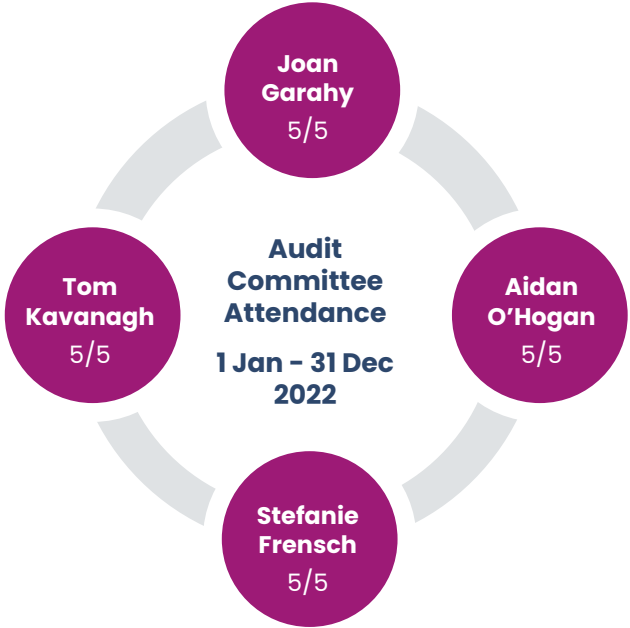 Joan
Garahy
5/5
Tom
Kavanagh
5/5
Audit
Committee
Attendance
1 Jan - 31 Dec
2022
Aidan
O’Hogan
5/5
Stefanie
Frensch
5/5